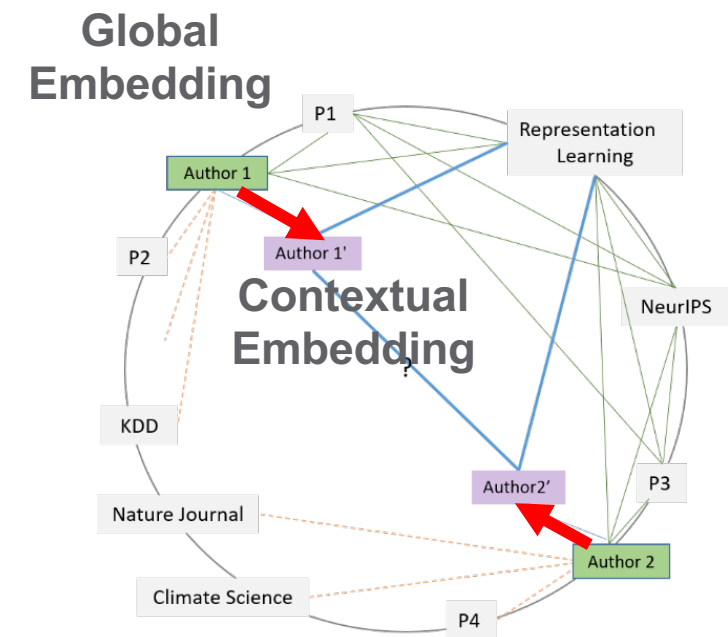 Global
Embedding
P1
Representation
Learning
Author 1
Author 1'
P2
Contextual
Embedding
?
NeurIPS
KDD
P3
Author2’
Nature Journal
Author 2
Climate Science
P4